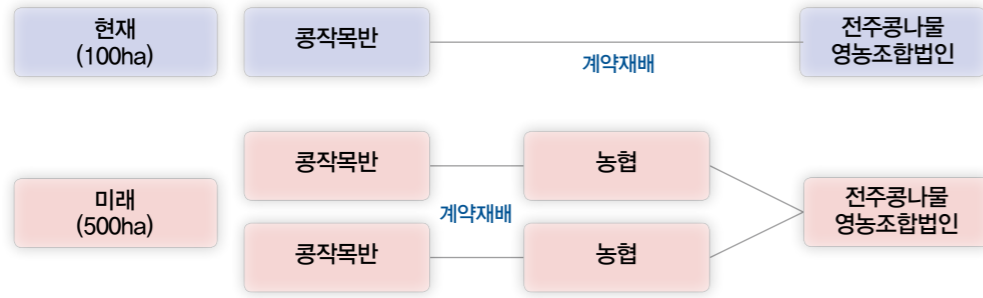 현재
(100ha)
콩작목반
계약재배
전주콩나물
영농조합법인
미래
(500ha)
콩작목반
농협
계약재배
콩작목반
농협
전주콩나물
영농조합법인